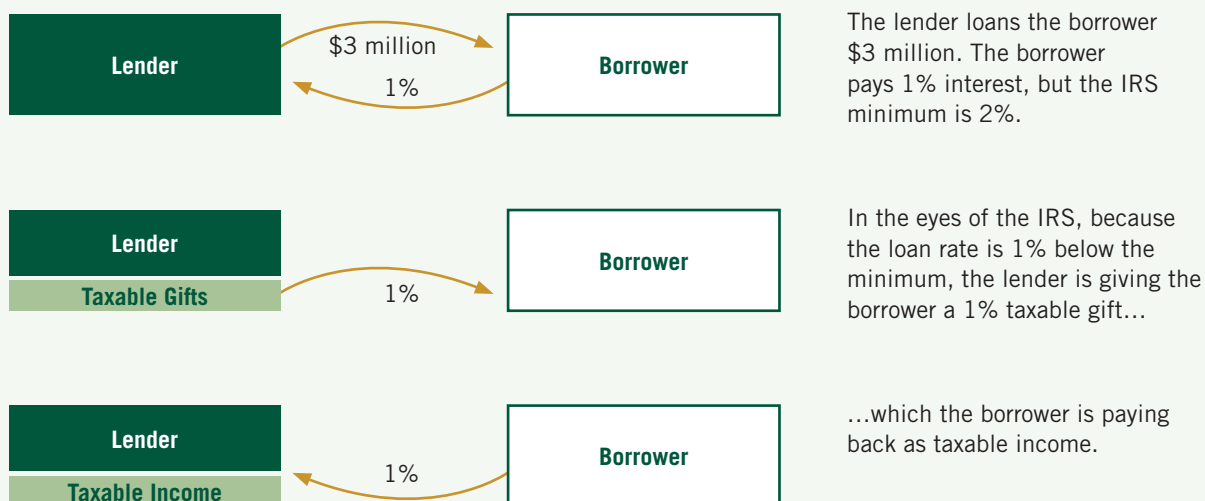 Lender
$3 million
1%
Borrower
The lender loans the borrower
$3 million. The borrower
pays 1% interest, but the IRS
minimum is 2%.
Lender
Taxable Gifts
1%
Borrower
In the eyes of the IRS, because
the loan rate is 1% below the
minimum, the lender is giving the
borrower a 1% taxable gift…
Lender
Taxable Income
1%
Borrower
…which the borrower is paying
back as taxable income.